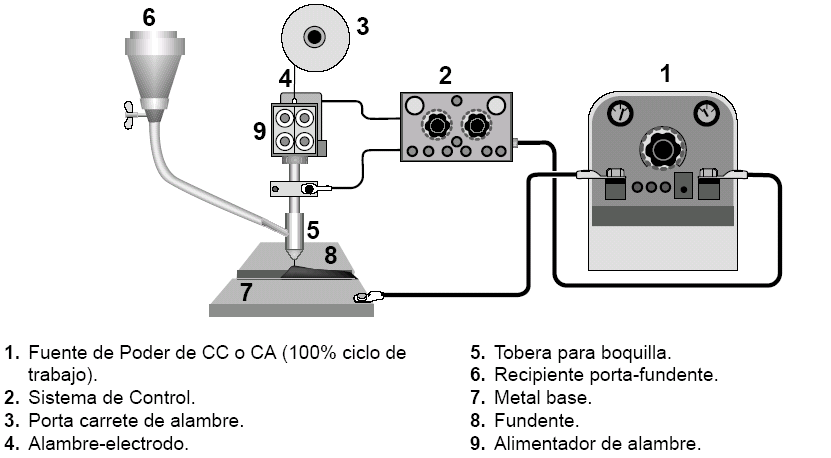 6
3
4
2
1
9
5
8
7
1. Fuente de Poder de CC o CA (100% ciclo de
trabajo).
2. Sistema de Control.
3. Porta carrete de alambre.
4. Alambre-electrodo.
5. Tobera para boquilla.
6. Recipiente porta-fundente.
7. Metal base.
8. Fundente.
9. Alimentador de alambre.